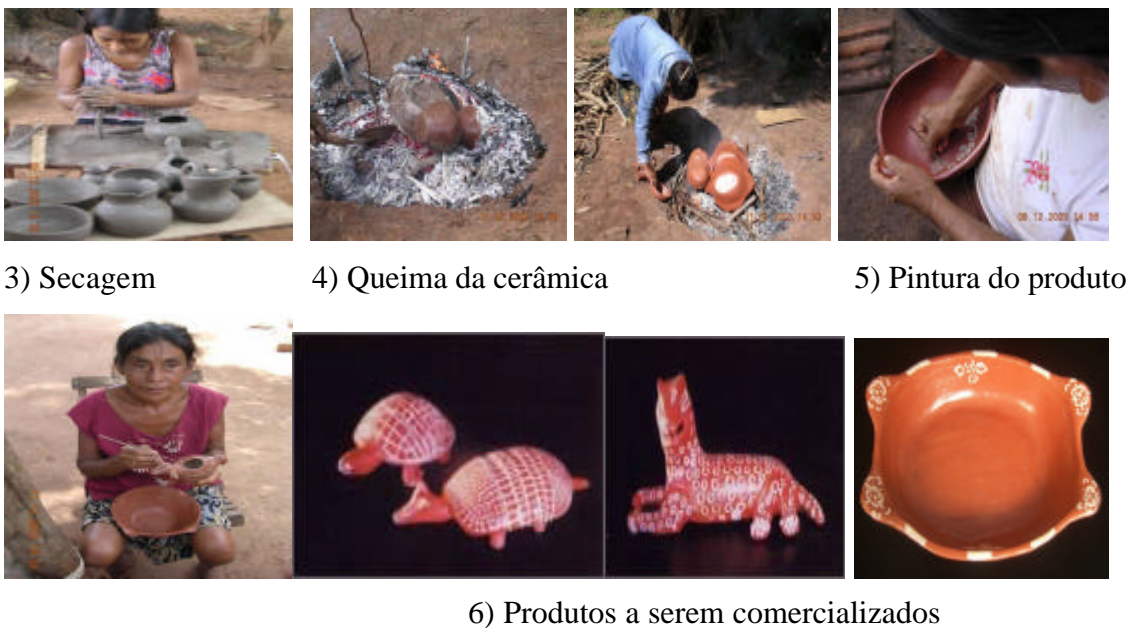 3) Secagem
4) Queima da cerâmica
5) Pintura do produto
6) Produtos a serem comercializados